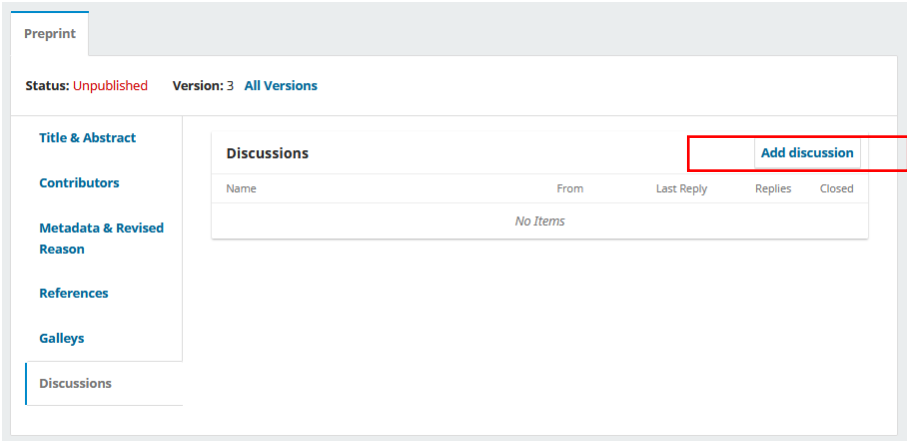 Preprint
Status: Unpublished Version: 3 All Versions
Title & Abstract
Contributors
Metadata & Revised
Reason
References
Galleys
Discussions
Discussions Add discussion
Name From Last Reply Replies Closed
No Items